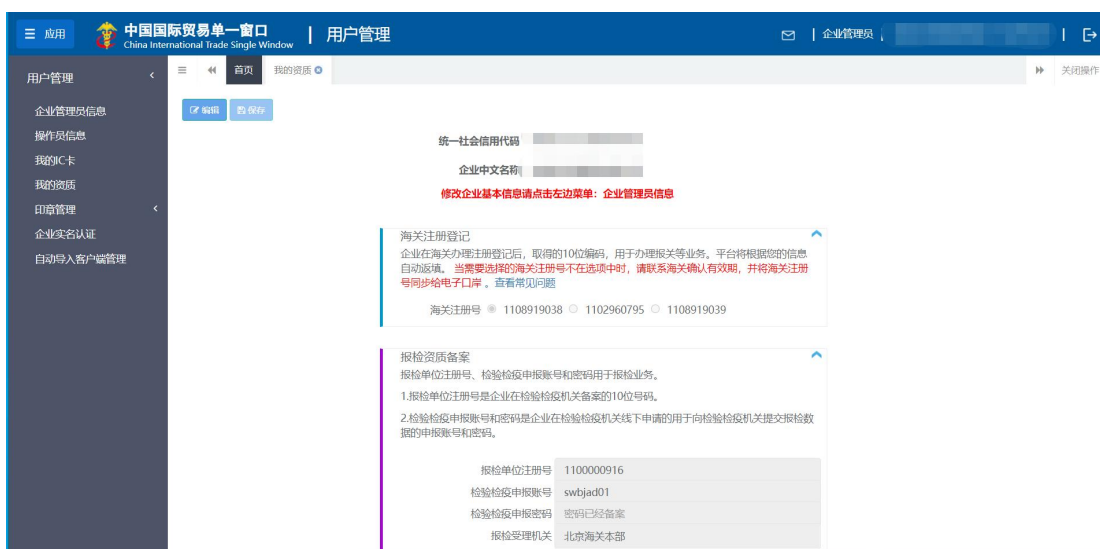 应用
中国国际贸易单一窗口
China International Trade Single Window
用户管理
企业管理员
用户管理
首页
我的资质
关闭操作
企业管理员信息
操作员信息
我的IC卡
我的资质
印章管理
企业实名认证
自动导入客户端管理
编辑
保存
统一社会信用代码
企业中文名称
修改企业基本信息请点击左边菜单：企业管理员信息
海关注册登记
企业在海关办理注册登记后，取得的10位编码，用于办理报关等业务。平台将根据您的信息
自动返填。 当需要选择的海关注册号不在选项中时，请联系海关确认有效期，并将海关注册
号同步给电子口岸 。查看常见问题
海关注册号 1108919038 1102960795 1108919039
报检资质备案
报检单位注册号、检验检疫申报账号和密码用于报检业务。
1.报检单位注册号是企业在检验检疫机关备案的10位号码。
2.检验检疫申报账号和密码是企业在检验检疫机关线下申请的用于向检验检疫机关提交报检数
据的申报账号和密码。
报检单位注册号 1100000916
检验检疫申报账号 swbjad01
检验检疫申报密码 密码已经备案
报检受理机关 北京海关本部